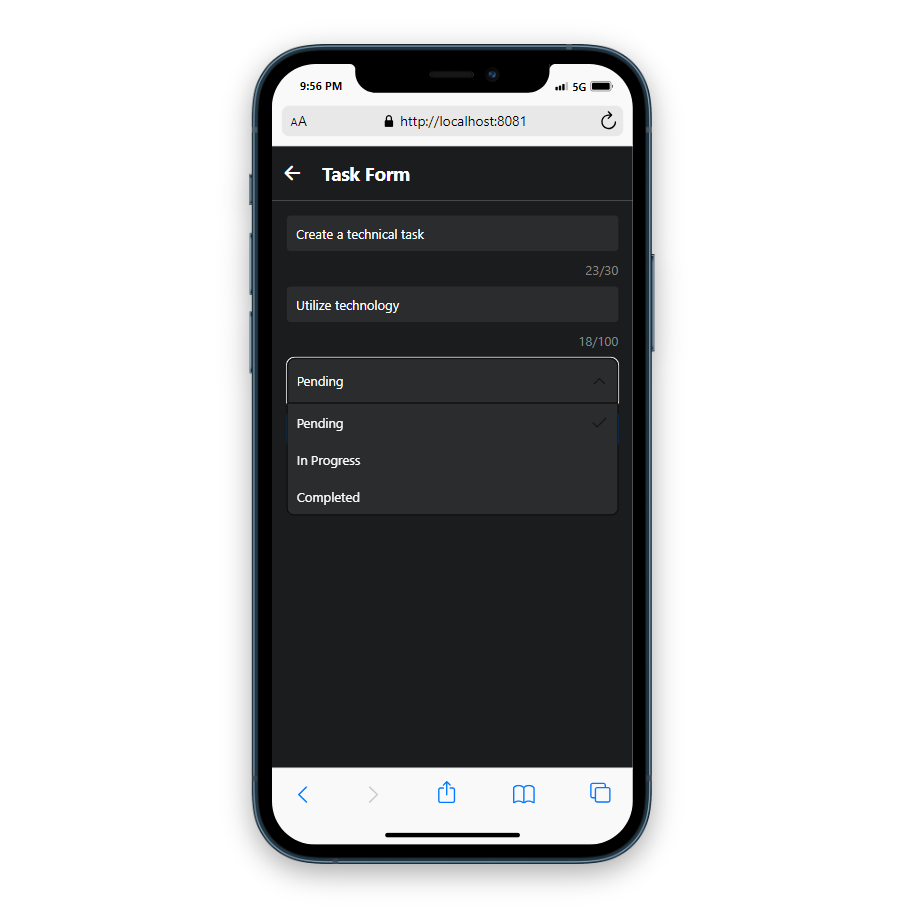 9:56 PM
5G
AA
http://localhost:8081
Task Form
Create a technical task
23/30
Utilize technology
18/100
Pending
Pending
In Progress
Completed